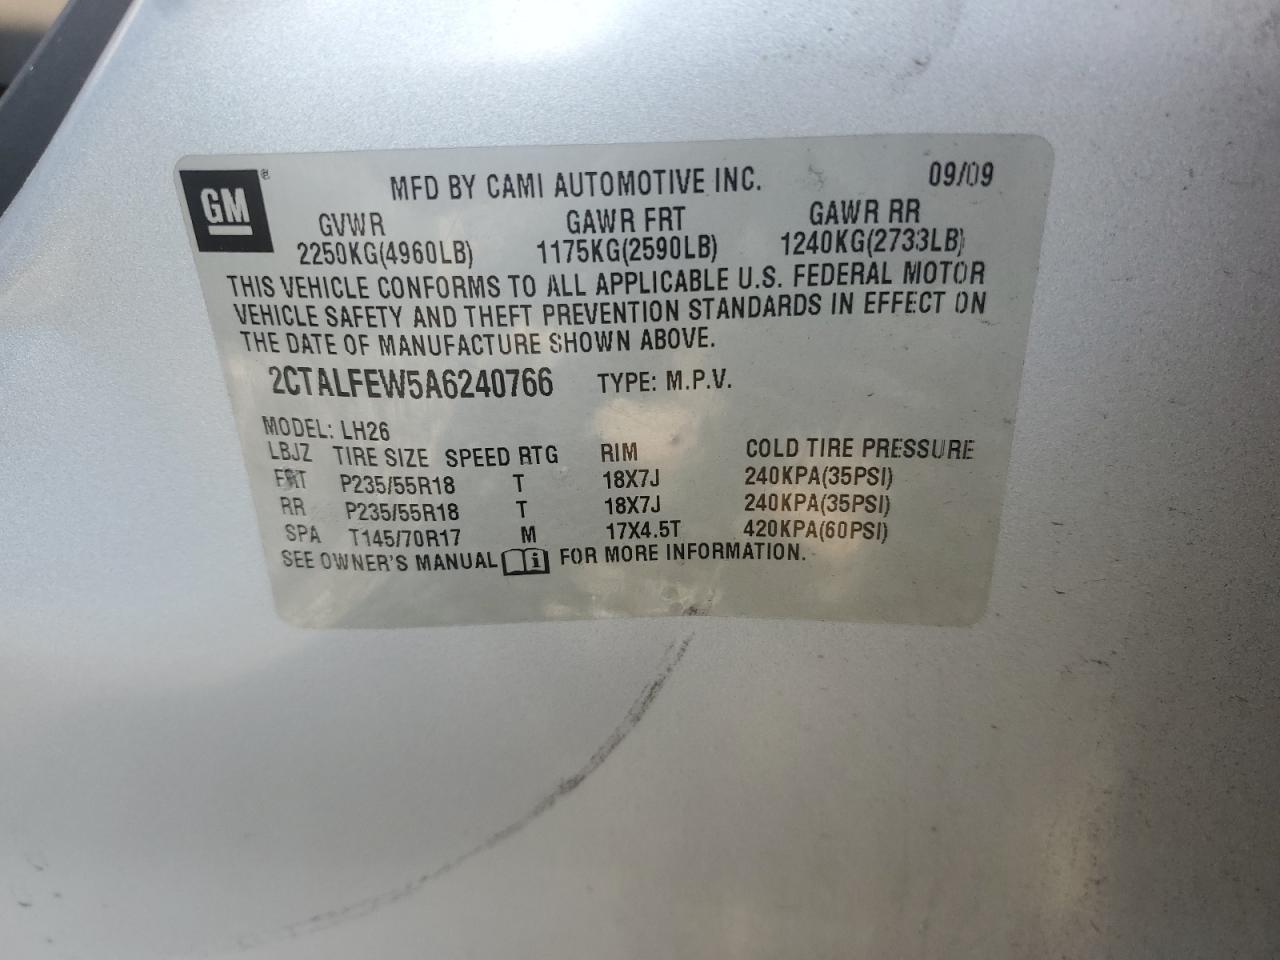 GM®
MFD BY CAMI AUTOMOTIVE INC. 09/09
GVWR GAWR FRT GAWR RR
2250KG(4960LB) 1175KG(2590LB) 1240KG(2733LB)
THIS VEHICLE CONFORMS TO ALL APPLICABLE U.S. FEDERAL MOTOR
VEHICLE SAFETY AND THEFT PREVENTION STANDARDS IN EFFECT ON
THE DATE OF MANUFACTURE SHOWN ABOVE.
2CTALFEW5A6240766 TYPE: M.P.V.
MODEL: LH26
LBJZ TIRE SIZE SPEED RTG RIM COLD TIRE PRESSURE
FRT P235/55R18 T 18X7J 240KPA(35PSI)
RR P235/55R18 T 18X7J 240KPA(35PSI)
SPA T145/70R17 M 17X4.5T 420KPA(60PSI)
SEE OWNER'S MANUAL i FOR MORE INFORMATION.